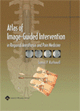 Atlas of
Image-Guided Intervention
in Regional Anesthesia and Pain Medicine